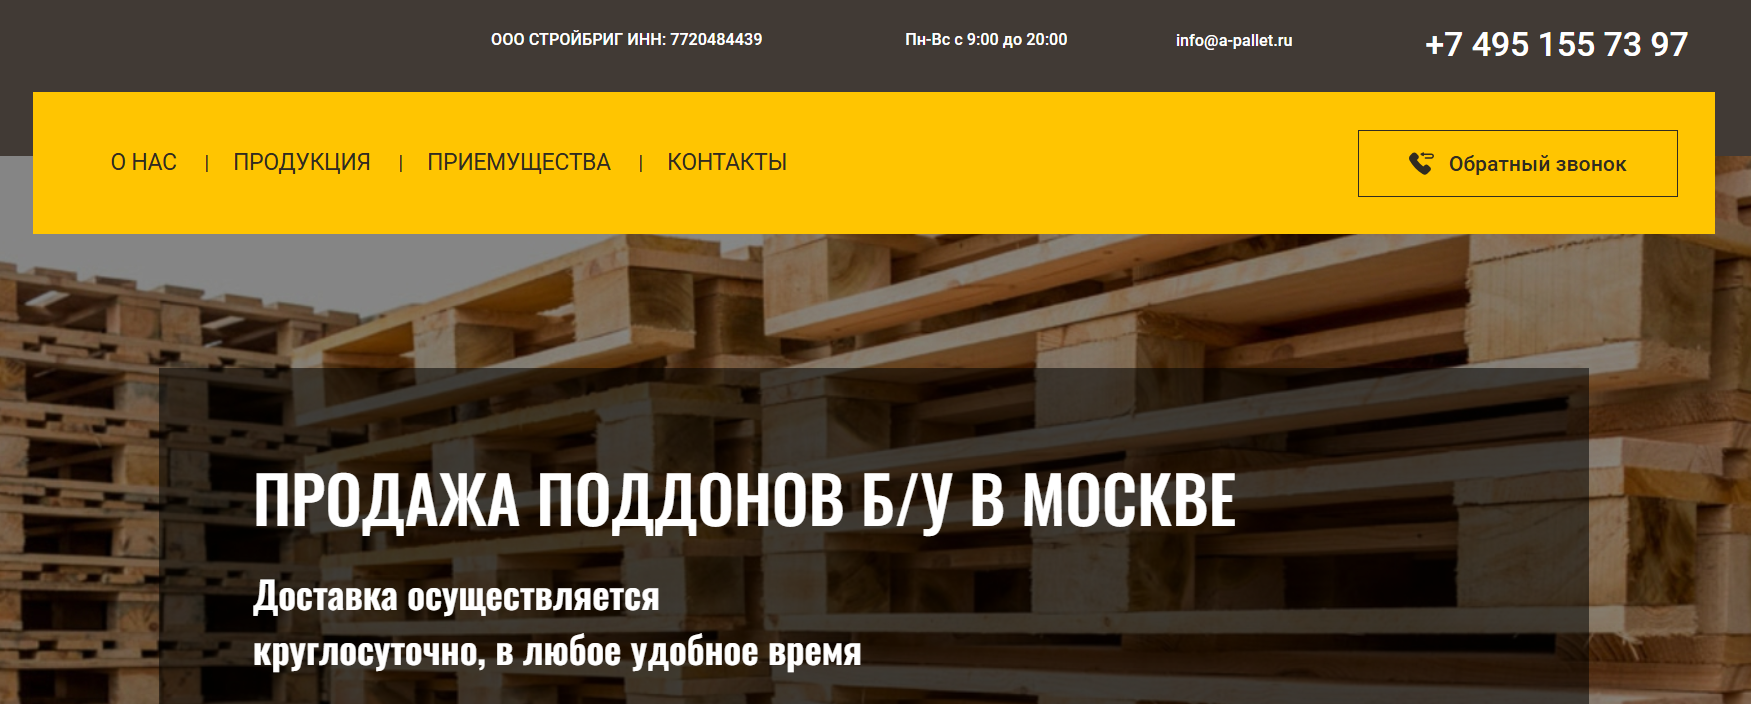 ООО СТРОЙБРИГ ИНН: 7720484439
Пн-Вс с 9:00 до 20:00
info@a-pallet.ru
+7 495 155 73 97
О НАС | ПРОДУКЦИЯ | ПРИЕМУЩЕСТВА | КОНТАКТЫ
Обратный звонок
ПРОДАЖА ПОДДОНОВ Б/У В МОСКВЕ
Доставка осуществляется
круглосуточно, в любое удобное время